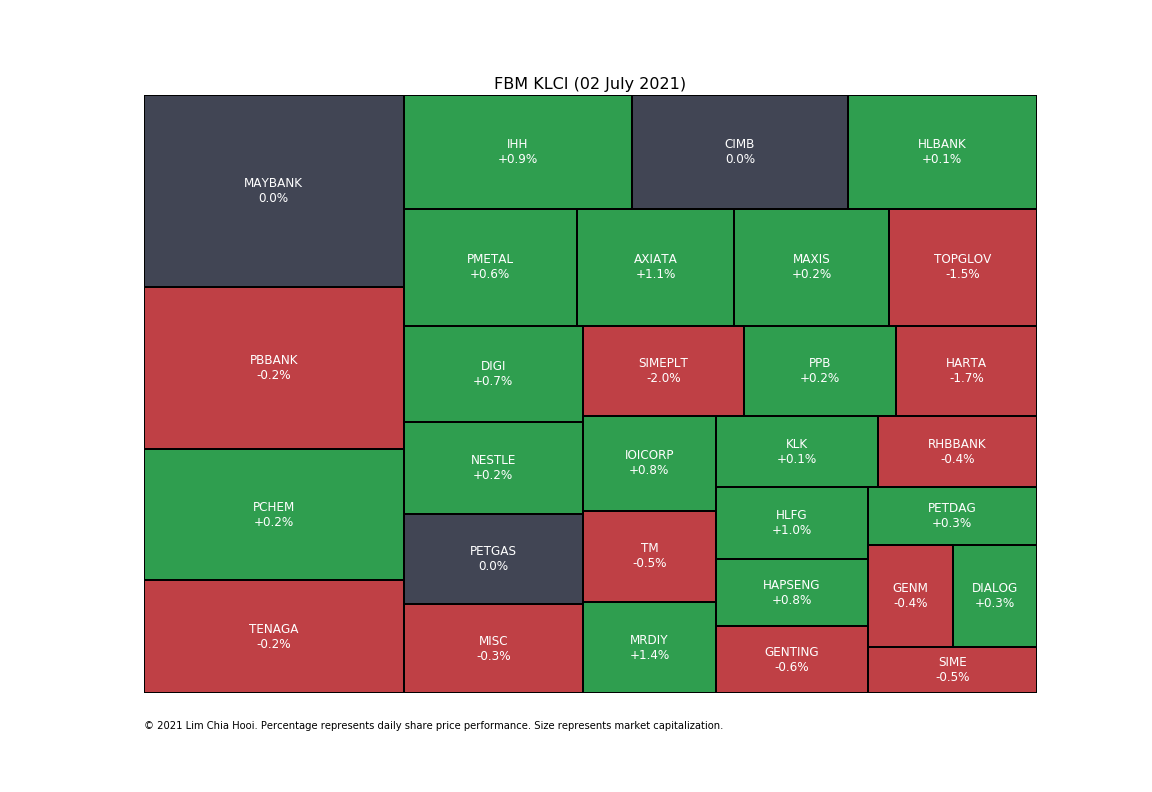 FBM KLCI (02 July 2021)
MAYBANK
0.0%
PBBANK
-0.2%
PCHEM
+0.2%
TENAGA
-0.2%
IHH
+0.9%
CIMB
0.0%
HLBANK
+0.1%
PMETAL
+0.6%
AXIATA
+1.1%
MAXIS
+0.2%
TOPGLOV
-1.5%
DIGI
+0.7%
NESTLE
+0.2%
PETGAS
0.0%
MISC
-0.3%
SIMEPLT
-2.0%
PPB
+0.2%
HARTA
-1.7%
IOICORP
+0.8%
TM
-0.5%
MRDIY
+1.4%
KLK
+0.1%
RHBBANK
-0.4%
HLFG
+1.0%
HAPSENG
+0.8%
GENTING
-0.6%
PETDAG
+0.3%
GENM
-0.4%
DIALOG
+0.3%
SIME
-0.5%
© 2021 Lim Chia Hooi. Percentage represents daily share price performance. Size represents market capitalization.